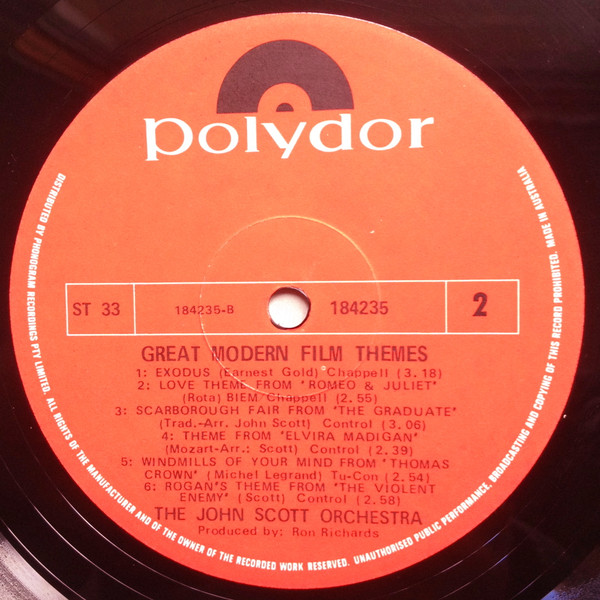 polydor
ST 33
184235-B
184235
2
GREAT MODERN FILM THEMES
1: EXODUS (Earnest Gold) Chappell (3.18)
2: LOVE THEME FROM 'ROMEO & JULIET'
(Rota) BIEM Chappell (2.55)
3: SCARBOROUGH FAIR FROM 'THE GRADUATE'
(Trad.-Arr. John Scott) Control (3.06)
4: THEME FROM 'ELVIRA MADIGAN'
(Mozart-Arr.: Scott) Control (2.39)
5: WINDMILLS OF YOUR MIND FROM 'THOMAS
CROWN' (Michel Legrand) Tu-Con (2.54)
6: ROGAN'S THEME FROM 'THE VIOLENT
ENEMY' (Scott) Control (2.58)
THE JOHN SCOTT ORCHESTRA
Produced by: Ron Richards
DISTRIBUTED BY PHONOGRAM RECORDINGS PTY LIMITED. ALL RIGHTS OF THE MANUFACTURER AND OF THE OWNER OF THE RECORDED WORK RESERVED. UNAUTHORISED PUBLIC PERFORMANCE, BROADCASTING AND COPYING OF THIS RECORD PROHIBITED. MADE IN AUSTRALIA